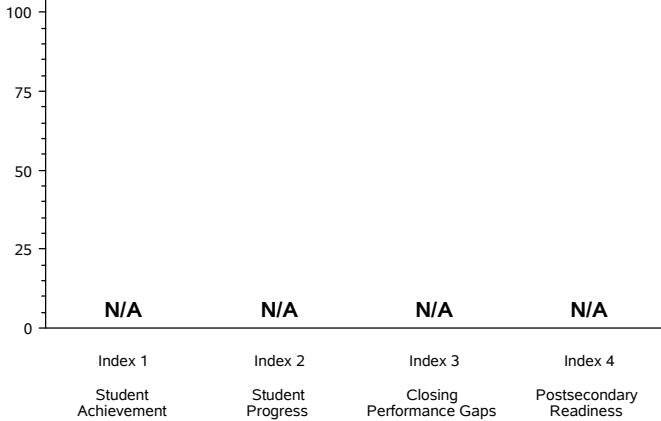 100
75
50
25
0
N/A N/A N/A N/A
Index 1 Index 2 Index 3 Index 4
Student Student Closing Postsecondary
Achievement Progress Performance Gaps Readiness